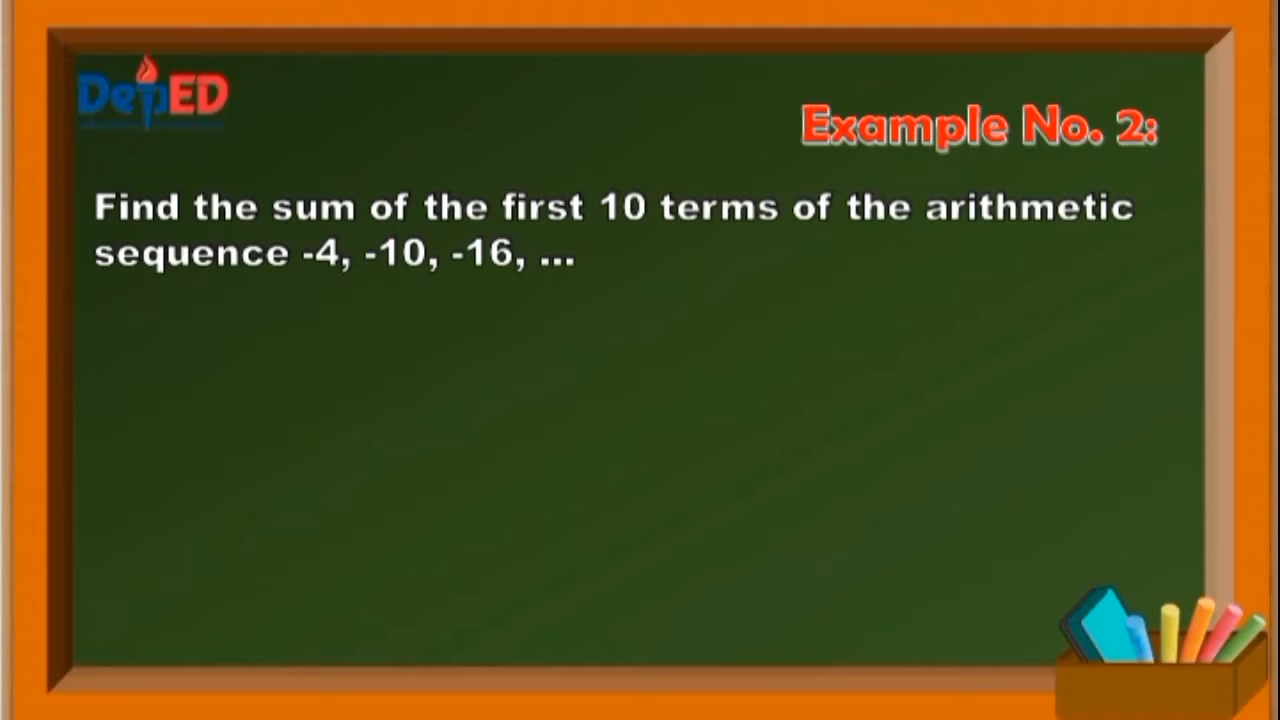 DepED
Example No. 2:
Find the sum of the first 10 terms of the arithmetic
sequence -4, -10, -16, ...